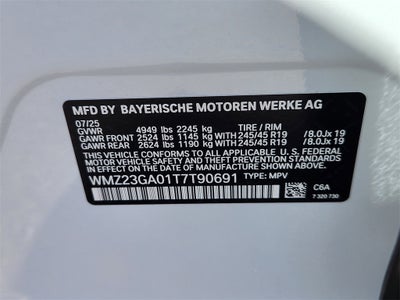 MFD BY BAYERISCHE MOTOREN WERKE AG
07/25
GVWR 4949 lbs 2245 kg TIRE / RIM
GAWR FRONT 2524 lbs 1145 kg WITH 245/45 R19 /8.0Jx 19
GAWR REAR 2624 lbs 1190 kg WITH 245/45 R19 /8.0Jx 19
THIS VEHICLE CONFORMS TO ALL APPLICABLE U.S. FEDERAL
MOTOR VEHICLE SAFETY, BUMPER, AND THEFT PREVENTION
STANDARDS IN EFFECT ON THE DATE OF MANUFACTURE SHOWN ABOVE.
WMZ23GA01T7T90691 TYPE: MPV C6A
7 320 730